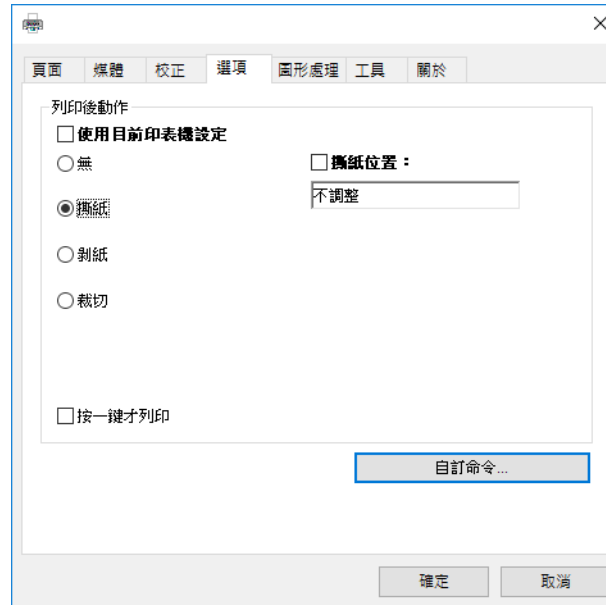 頁面 媒體 校正 選項 圖形處理 工具 關於
列印後動作
使用目前印表機設定
無 撕紙位置：
不調整
撕紙
剝紙
裁切
按一鍵才列印
自訂命令...
確定 取消